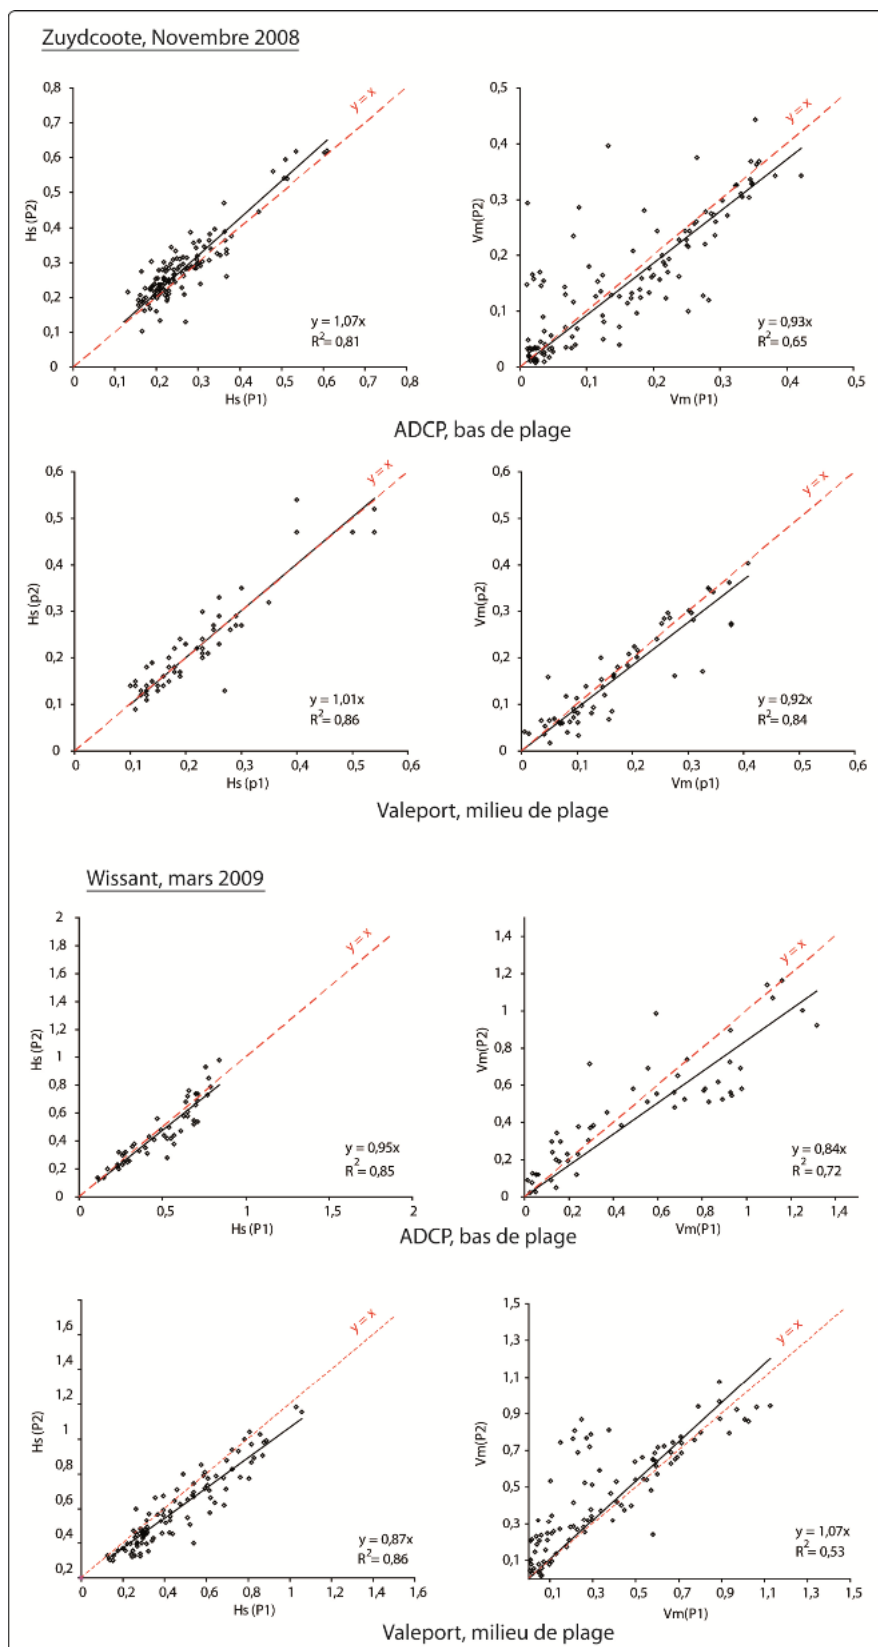 Zuydcoote, Novembre 2008
0,8
0,7
0,6
0,5
0,4
0,3
0,2
0,1
0
Hs (P2)
y = x
y = 1,07x
R²= 0,81
0 0,1 0,2 0,3 0,4 0,5 0,6 0,7 0,8
Hs (P1)
0,5
0,4
0,3
0,2
0,1
0
Vm(P2)
y = x
y = 0,93x
R²= 0,65
0 0,1 0,2 0,3 0,4 0,5
Vm (P1)
ADCP, bas de plage
0,6
0,5
0,4
0,3
0,2
0,1
0
Hs (p2)
y = x
y = 1,01x
R²= 0,86
0 0,1 0,2 0,3 0,4 0,5 0,6
Hs (p1)
0,6
0,5
0,4
0,3
0,2
0,1
0
Vm(p2)
y = x
y = 0,92x
R²= 0,84
0 0,1 0,2 0,3 0,4 0,5 0,6
Vm (p1)
Valeport, milieu de plage
Wissant, mars 2009
2
1,8
1,6
1,4
1,2
1
0,8
0,6
0,4
0,2
0
Hs (P2)
y = x
y = 0,95x
R²= 0,85
0 0,5 1 1,5 2
Hs (P1)
1,4
1,2
1
0,8
0,6
0,4
0,2
0
Vm(P2)
y = x
y = 0,84x
R²= 0,72
0 0,2 0,4 0,6 0,8 1 1,2 1,4
Vm(P1)
ADCP, bas de plage
1,6
1,4
1,2
1
0,8
0,6
0,4
0,2
Hs (P2)
y = x
y = 0,87x
R²= 0,86
0 0,2 0,4 0,6 0,8 1 1,2 1,4 1,6
Hs (P1)
1,5
1,3
1,1
0,9
0,7
0,5
0,3
0,1
Vm(P2)
y = x
y = 1,07x
R²= 0,53
0,1 0,3 0,5 0,7 0,9 1,1 1,3 1,5
Vm(P1)
Valeport, milieu de plage